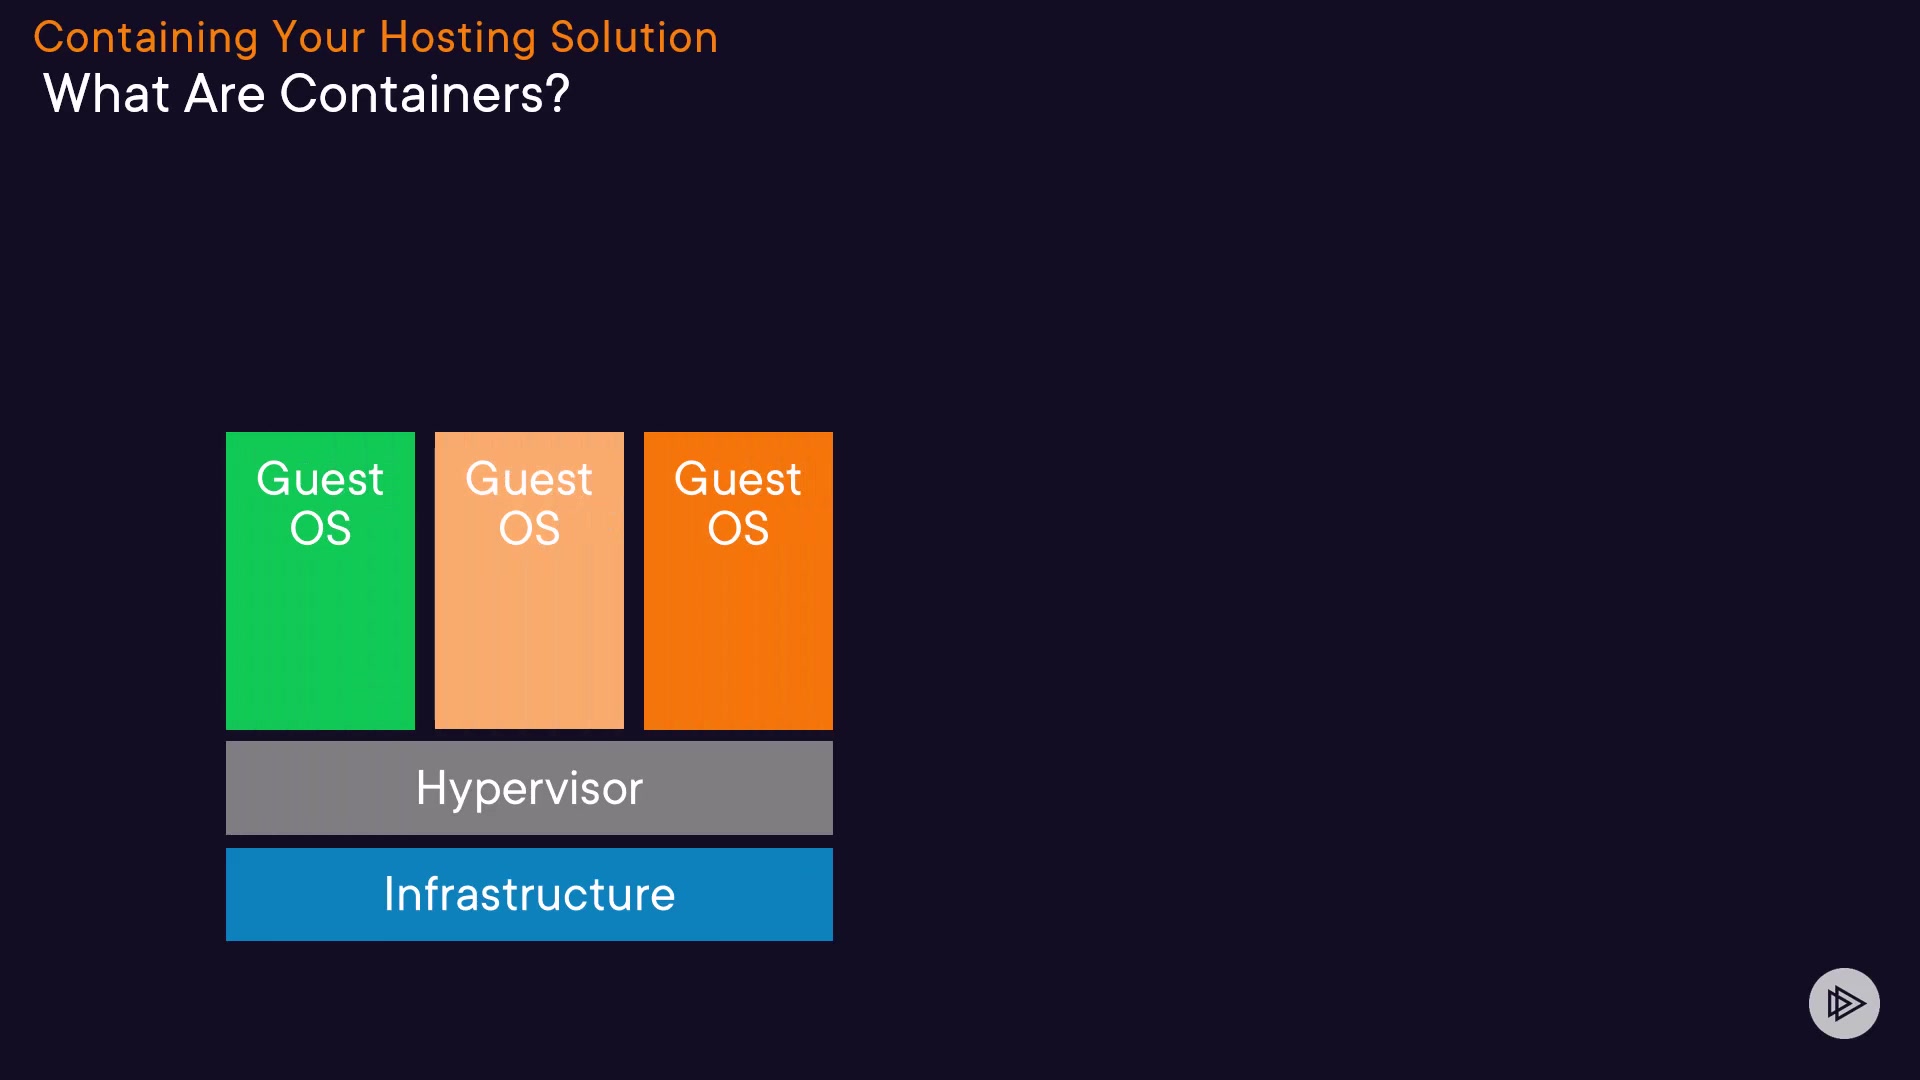 Containing Your Hosting Solution
What Are Containers?
Guest
OS
Guest
OS
Guest
OS
Hypervisor
Infrastructure